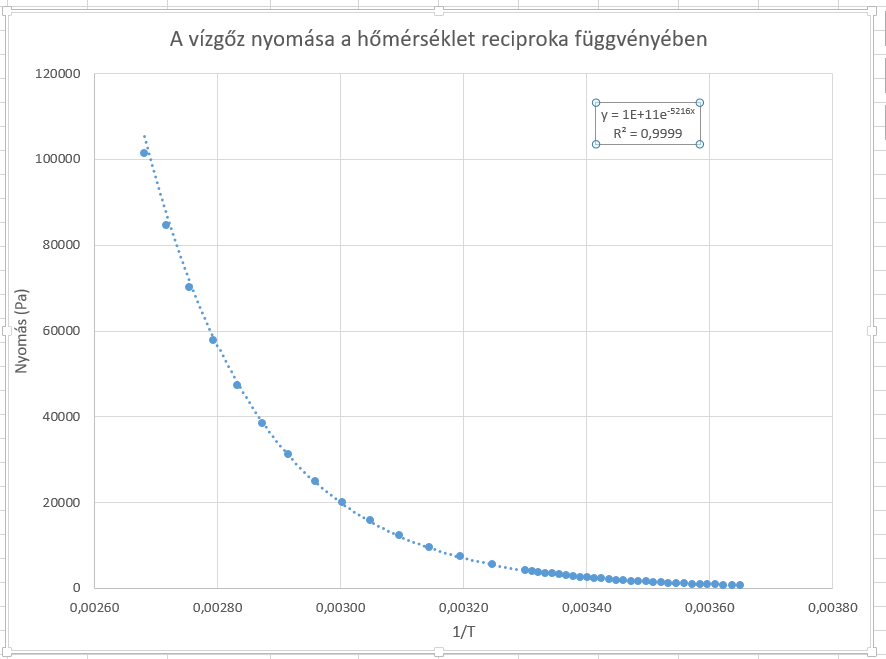 A vízgőz nyomása a hőmérséklet reciproka függvényében
120000
y = 1E+11e^-5216x
R² = 0,9999
100000
80000
60000
40000
20000
0
Nyomás (Pa)
0,00260 0,00280 0,00300 0,00320 0,00340 0,00360 0,00380
1/T